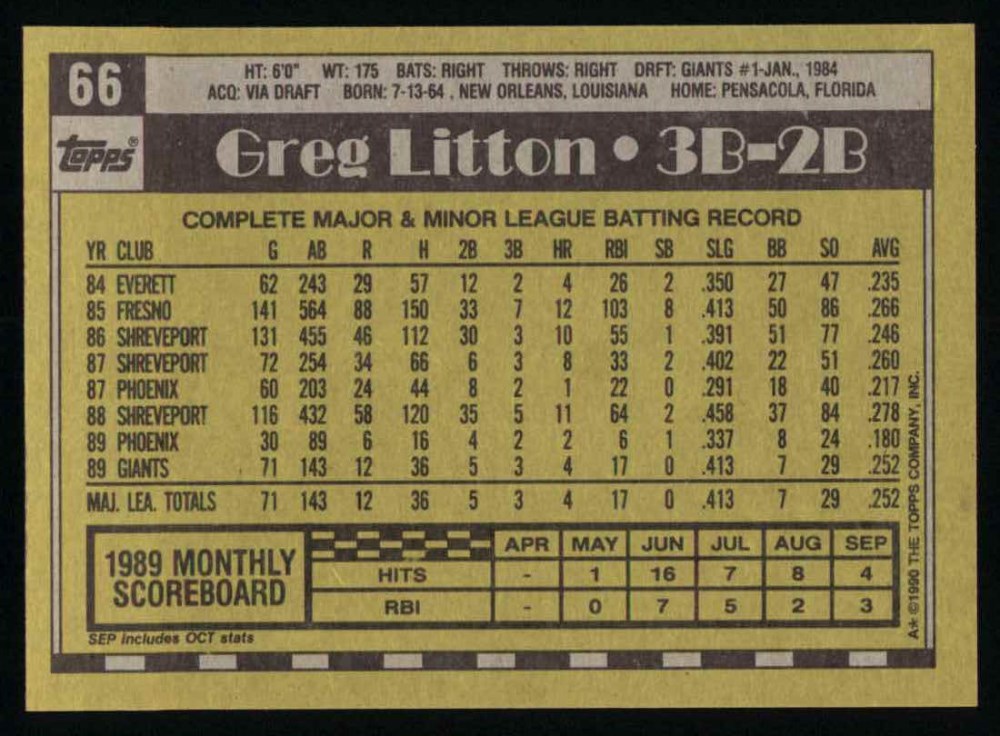 66
HT: 6'0" WT: 175 BATS: RIGHT THROWS: RIGHT DRFT: GIANTS #1-JAN., 1984
ACQ: VIA DRAFT BORN: 7-13-64 , NEW ORLEANS, LOUISIANA HOME: PENSACOLA, FLORIDA
topps®
Greg Litton • 3B-2B
COMPLETE MAJOR & MINOR LEAGUE BATTING RECORD
YR CLUB G AB R H 2B 3B HR RBI SB SLG BB SO AVG
84 EVERETT 62 243 29 57 12 2 4 26 2 .350 27 47 .235
85 FRESNO 141 564 88 150 33 7 12 103 8 .413 50 86 .266
86 SHREVEPORT 131 455 46 112 30 3 10 55 1 .391 51 77 .246
87 SHREVEPORT 72 254 34 66 6 3 8 33 2 .402 22 51 .260
87 PHOENIX 60 203 24 44 8 2 1 22 0 .291 18 40 .217
88 SHREVEPORT 116 432 58 120 35 5 11 64 2 .458 37 84 .278
89 PHOENIX 30 89 6 16 4 2 2 6 1 .337 8 24 .180
89 GIANTS 71 143 12 36 5 3 4 17 0 .413 7 29 .252
MAJ. LEA. TOTALS 71 143 12 36 5 3 4 17 0 .413 7 29 .252
1989 MONTHLY
SCOREBOARD
APR MAY JUN JUL AUG SEP
HITS - 1 16 7 8 4
RBI - 0 7 5 2 3
SEP includes OCT stats
A* ©1990 THE TOPPS COMPANY, INC.